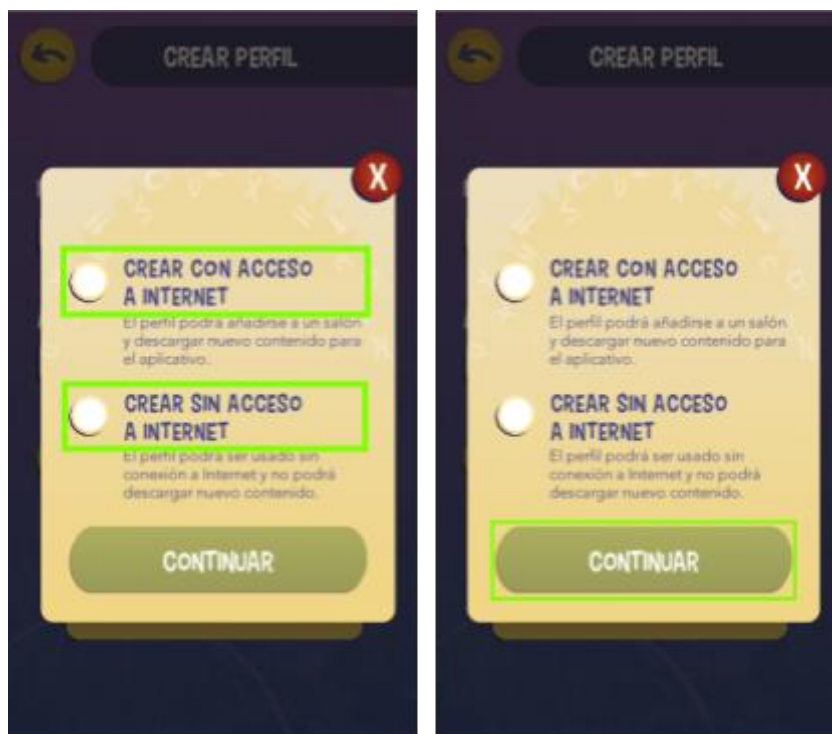 CREAR PERFIL
X
CREAR CON ACCESO
A INTERNET
El perfil podrá añadirse a un salón
y descargar nuevo contenido para
el aplicativo.
CREAR SIN ACCESO
A INTERNET
El perfil podrá ser usado sin
conexión a Internet y no podrá
descargar nuevo contenido.
CONTINUAR
CREAR PERFIL
X
CREAR CON ACCESO
A INTERNET
El perfil podrá añadirse a un salón
y descargar nuevo contenido para
el aplicativo.
CREAR SIN ACCESO
A INTERNET
El perfil podrá ser usado sin
conexión a Internet y no podrá
descargar nuevo contenido.
CONTINUAR